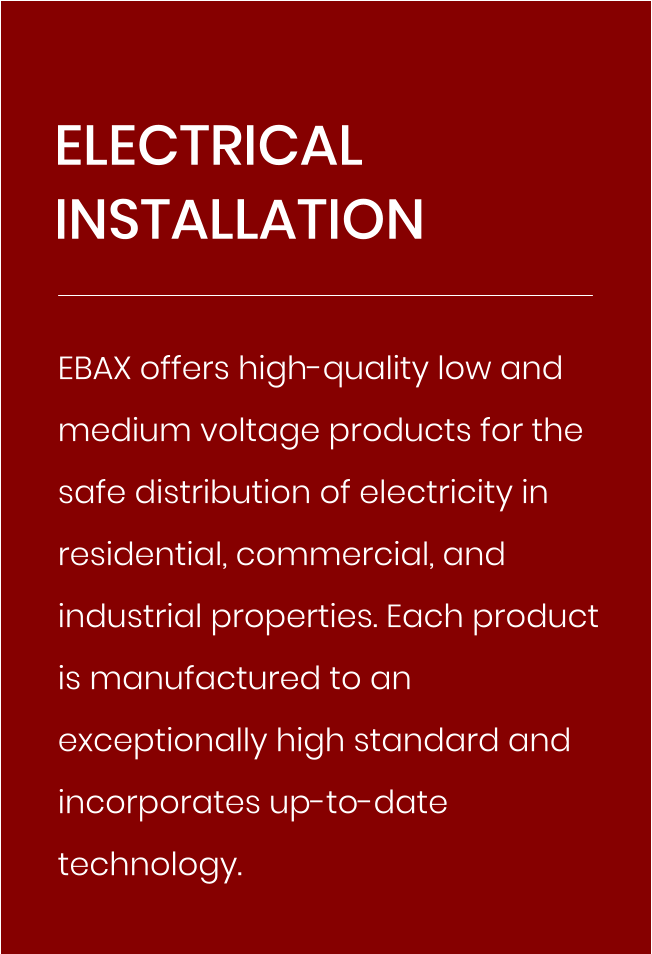 ELECTRICAL
INSTALLATION
EBAX offers high-quality low and
medium voltage products for the
safe distribution of electricity in
residential, commercial, and
industrial properties. Each product
is manufactured to an
exceptionally high standard and
incorporates up-to-date
technology.